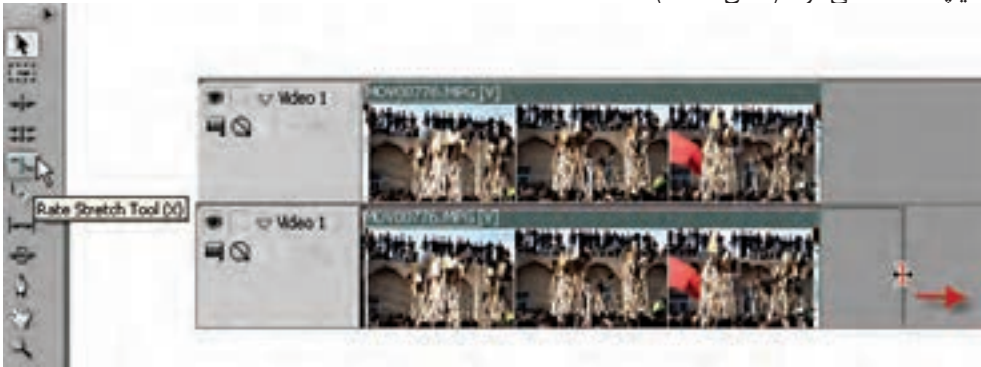 Video 1
MOV00776.MPG [V]
Rate Stretch Tool (X)
Video 1
MOV00776.MPG [V]